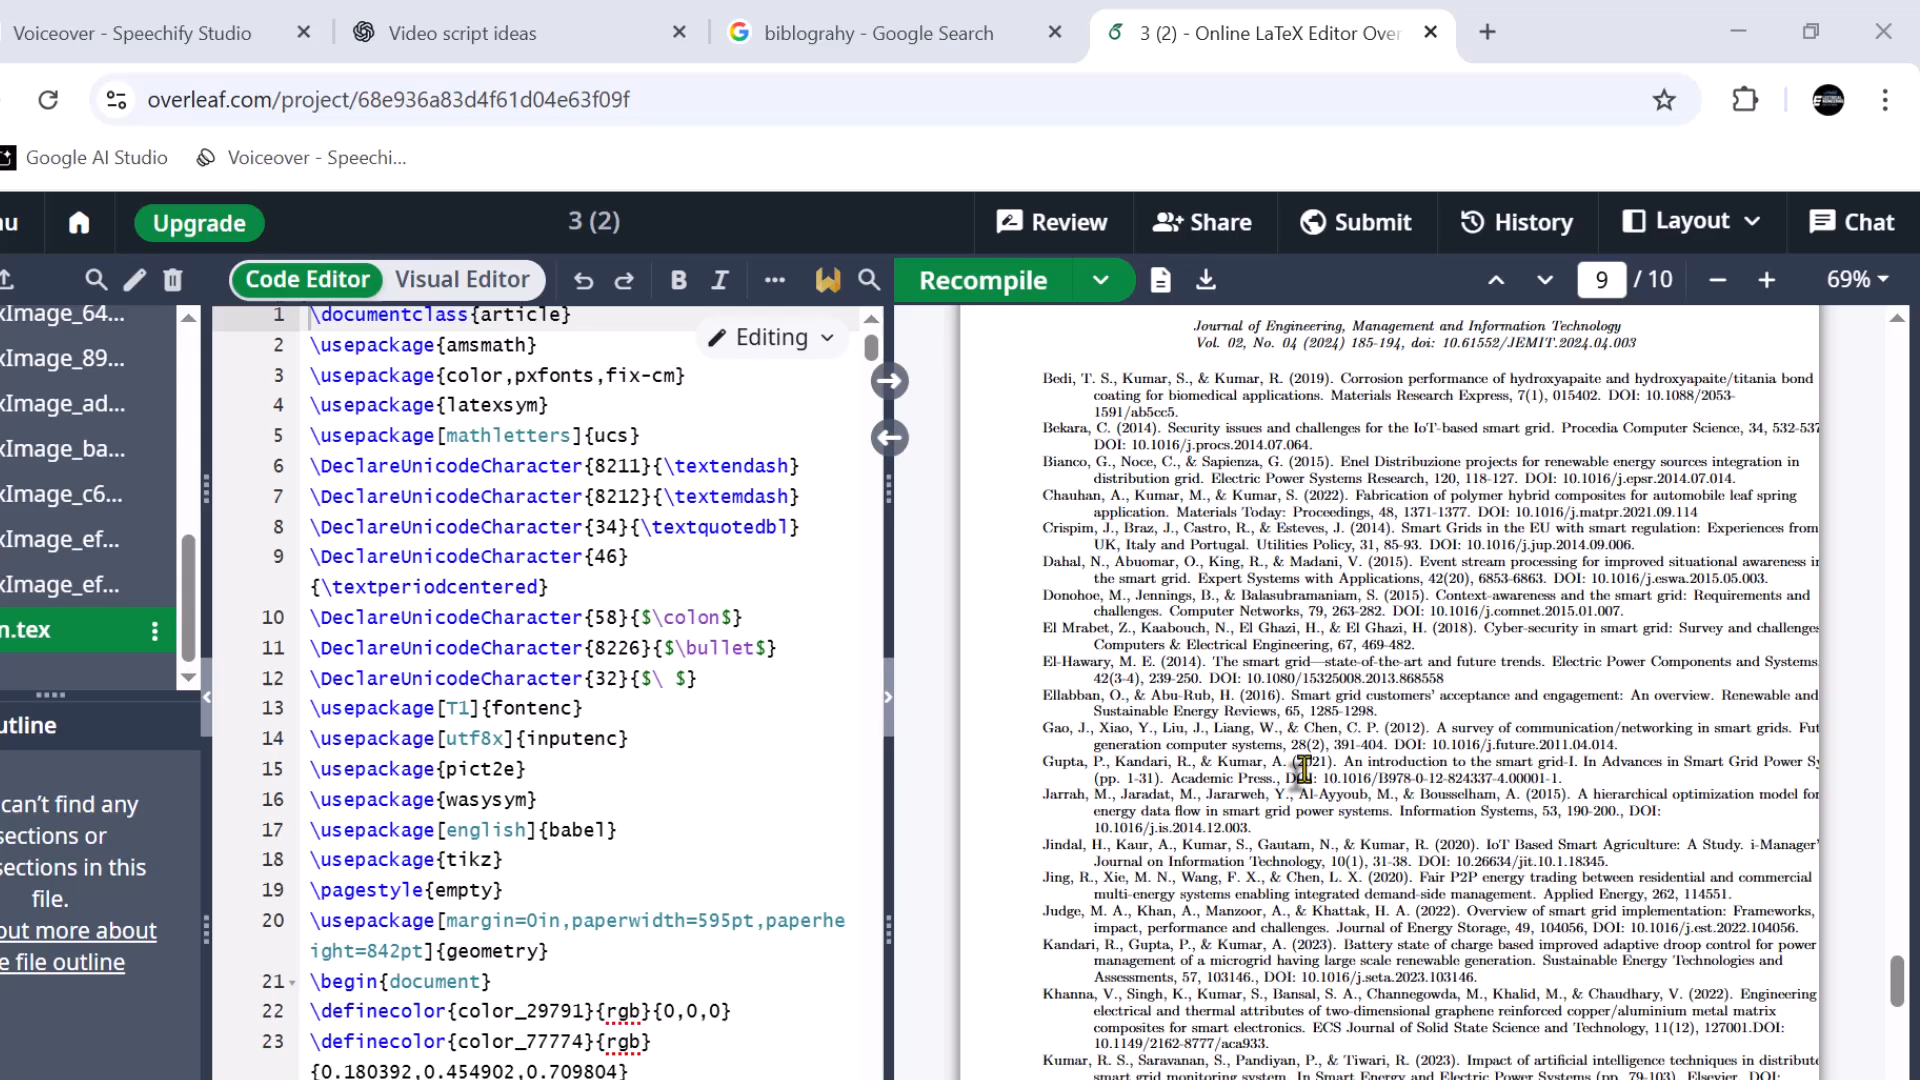 Voiceover - Speechify Studio
Video script ideas
biblograhy - Google Search
3 (2) - Online LaTeX Editor Over
overleaf.com/project/68e936a83d4f61d04e63f09f
Google AI Studio
Voiceover - Speechi...
nu
Upgrade
3 (2)
Review
Share
Submit
History
Layout
Chat
Code Editor
Visual Editor
B I
Recompile
9 / 10
69%
xImage_64...
xImage_89...
xImage_ad...
xImage_ba...
xImage_c6...
xImage_ef...
xImage_ef...
n.tex
utline
can't find any
sections or
sections in this
file.
out more about
e file outline
Editing
1 \documentclass{article}
2 \usepackage{amsmath}
3 \usepackage{color,pxfonts,fix-cm}
4 \usepackage{latexsym}
5 \usepackage[mathletters]{ucs}
6 \DeclareUnicodeCharacter{8211}{\textendash}
7 \DeclareUnicodeCharacter{8212}{\textemdash}
8 \DeclareUnicodeCharacter{34}{\textquotedbl}
9 \DeclareUnicodeCharacter{46}
{\textperiodcentered}
10 \DeclareUnicodeCharacter{58}{$\colon$}
11 \DeclareUnicodeCharacter{8226}{$\bullet$}
12 \DeclareUnicodeCharacter{32}{$\ $}
13 \usepackage[T1]{fontenc}
14 \usepackage[utf8x]{inputenc}
15 \usepackage{pict2e}
16 \usepackage{wasysym}
17 \usepackage[english]{babel}
18 \usepackage{tikz}
19 \pagestyle{empty}
20 \usepackage[margin=0in,paperwidth=595pt,paperhe
ight=842pt]{geometry}
21 \begin{document}
22 \definecolor{color_29791}{rgb}{0,0,0}
23 \definecolor{color_77774}{rgb}
{0.180392,0.454902,0.709804}
Journal of Engineering, Management and Information Technology
Vol. 02, No. 04 (2024) 185-194, doi: 10.61552/JEMIT.2024.04.003
Bedi, T. S., Kumar, S., & Kumar, R. (2019). Corrosion performance of hydroxyapaite and hydroxyapaite/titania bond
coating for biomedical applications. Materials Research Express, 7(1), 015402. DOI: 10.1088/2053-
1591/ab5cc5.
Bekara, C. (2014). Security issues and challenges for the IoT-based smart grid. Procedia Computer Science, 34, 532-537
DOI: 10.1016/j.procs.2014.07.064.
Bianco, G., Noce, C., & Sapienza, G. (2015). Enel Distribuzione projects for renewable energy sources integration in
distribution grid. Electric Power Systems Research, 120, 118-127. DOI: 10.1016/j.epsr.2014.07.014.
Chauhan, A., Kumar, M., & Kumar, S. (2022). Fabrication of polymer hybrid composites for automobile leaf spring
application. Materials Today: Proceedings, 48, 1371-1377. DOI: 10.1016/j.matpr.2021.09.114
Crispim, J., Braz, J., Castro, R., & Esteves, J. (2014). Smart Grids in the EU with smart regulation: Experiences from
UK, Italy and Portugal. Utilities Policy, 31, 85-93. DOI: 10.1016/j.jup.2014.09.006.
Dahal, N., Abuomar, O., King, R., & Madani, V. (2015). Event stream processing for improved situational awareness in
the smart grid. Expert Systems with Applications, 42(20), 6853-6863. DOI: 10.1016/j.eswa.2015.05.003.
Donohoe, M., Jennings, B., & Balasubramaniam, S. (2015). Context-awareness and the smart grid: Requirements and
challenges. Computer Networks, 79, 263-282. DOI: 10.1016/j.comnet.2015.01.007.
El Mrabet, Z., Kaabouch, N., El Ghazi, H., & El Ghazi, H. (2018). Cyber-security in smart grid: Survey and challenges
Computers & Electrical Engineering, 67, 469-482.
El-Hawary, M. E. (2014). The smart grid—state-of-the-art and future trends. Electric Power Components and Systems
42(3-4), 239-250. DOI: 10.1080/15325008.2013.868558
Ellabban, O., & Abu-Rub, H. (2016). Smart grid customers' acceptance and engagement: An overview. Renewable and
Sustainable Energy Reviews, 65, 1285-1298.
Gao, J., Xiao, Y., Liu, J., Liang, W., & Chen, C. P. (2012). A survey of communication/networking in smart grids. Fut
generation computer systems, 28(2), 391-404. DOI: 10.1016/j.future.2011.04.014.
Gupta, P., Kandari, R., & Kumar, A. (2021). An introduction to the smart grid-I. In Advances in Smart Grid Power Sy
(pp. 1-31). Academic Press., DOI: 10.1016/B978-0-12-824337-4.00001-1.
Jarrah, M., Jaradat, M., Jararweh, Y., Al-Ayyoub, M., & Bousselham, A. (2015). A hierarchical optimization model for
energy data flow in smart grid power systems. Information Systems, 53, 190-200., DOI:
10.1016/j.is.2014.12.003.
Jindal, H., Kaur, A., Kumar, S., Gautam, N., & Kumar, R. (2020). IoT Based Smart Agriculture: A Study. i-Manager'
Journal on Information Technology, 10(1), 31-38. DOI: 10.26634/jit.10.1.18345.
Jing, R., Xie, M. N., Wang, F. X., & Chen, L. X. (2020). Fair P2P energy trading between residential and commercial
multi-energy systems enabling integrated demand-side management. Applied Energy, 262, 114551.
Judge, M. A., Khan, A., Manzoor, A., & Khattak, H. A. (2022). Overview of smart grid implementation: Frameworks,
impact, performance and challenges. Journal of Energy Storage, 49, 104056, DOI: 10.1016/j.est.2022.104056.
Kandari, R., Gupta, P., & Kumar, A. (2023). Battery state of charge based improved adaptive droop control for power
management of a microgrid having large scale renewable generation. Sustainable Energy Technologies and
Assessments, 57, 103146., DOI: 10.1016/j.seta.2023.103146.
Khanna, V., Singh, K., Kumar, S., Bansal, S. A., Channegowda, M., Khalid, M., & Chaudhary, V. (2022). Engineering
electrical and thermal attributes of two-dimensional graphene reinforced copper/aluminium metal matrix
composites for smart electronics. ECS Journal of Solid State Science and Technology, 11(12), 127001.DOI:
10.1149/2162-8777/aca933.
Kumar, R. S., Saravanan, S., Pandiyan, P., & Tiwari, R. (2023). Impact of artificial intelligence techniques in distribut
smart grid monitoring system. In Smart Energy and Electric Power Systems (pp. 79-103). Elsevier. DOI: